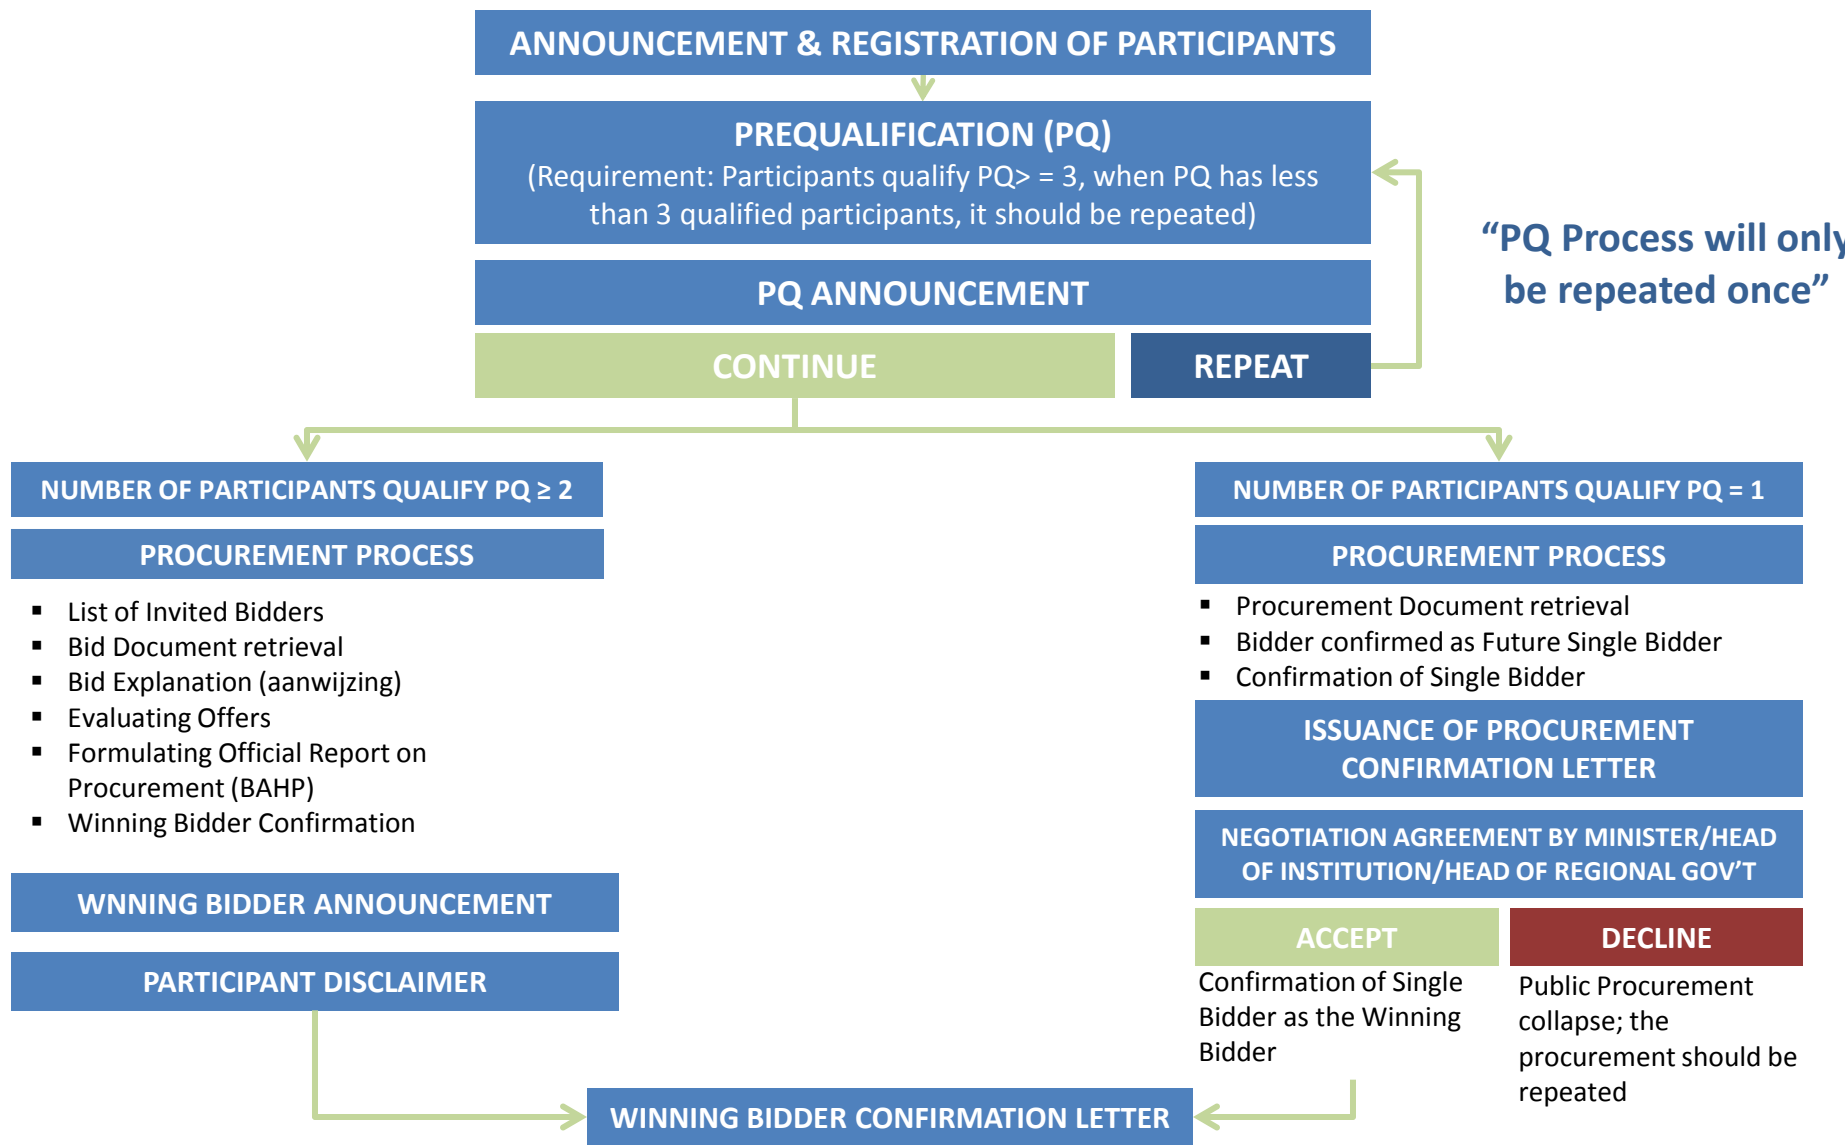 ANNOUNCEMENT & REGISTRATION OF PARTICIPANTS
PREQUALIFICATION (PQ)
(Requirement: Participants qualify PQ> = 3, when PQ has less
than 3 qualified participants, it should be repeated)
“PQ Process will only
be repeated once”
PQ ANNOUNCEMENT
CONTINUE
REPEAT
NUMBER OF PARTICIPANTS QUALIFY PQ ≥ 2
PROCUREMENT PROCESS
▪ List of Invited Bidders
▪ Bid Document retrieval
▪ Bid Explanation (aanwijzing)
▪ Evaluating Offers
▪ Formulating Official Report on
Procurement (BAHP)
▪ Winning Bidder Confirmation
WNNING BIDDER ANNOUNCEMENT
PARTICIPANT DISCLAIMER
NUMBER OF PARTICIPANTS QUALIFY PQ = 1
PROCUREMENT PROCESS
▪ Procurement Document retrieval
▪ Bidder confirmed as Future Single Bidder
▪ Confirmation of Single Bidder
ISSUANCE OF PROCUREMENT
CONFIRMATION LETTER
NEGOTIATION AGREEMENT BY MINISTER/HEAD
OF INSTITUTION/HEAD OF REGIONAL GOV’T
ACCEPT
Confirmation of Single
Bidder as the Winning
Bidder
DECLINE
Public Procurement
collapse; the
procurement should be
repeated
WINNING BIDDER CONFIRMATION LETTER